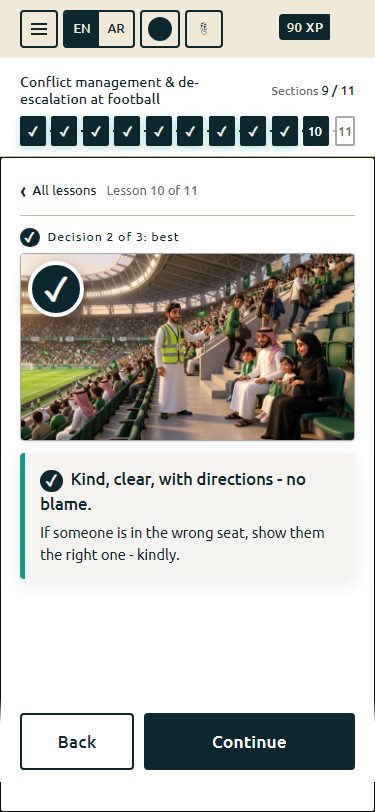 EN AR 90 XP
Conflict management & de-
escalation at football
Sections 9 / 11
10 11
‹ All lessons Lesson 10 of 11
Decision 2 of 3: best
Kind, clear, with directions - no
blame.
If someone is in the wrong seat, show them
the right one - kindly.
Back Continue